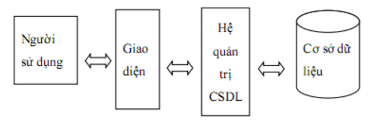 Người
sử dụng
Giao
diện
Hệ
quản
trị
CSDL
Cơ sở dữ
liệu